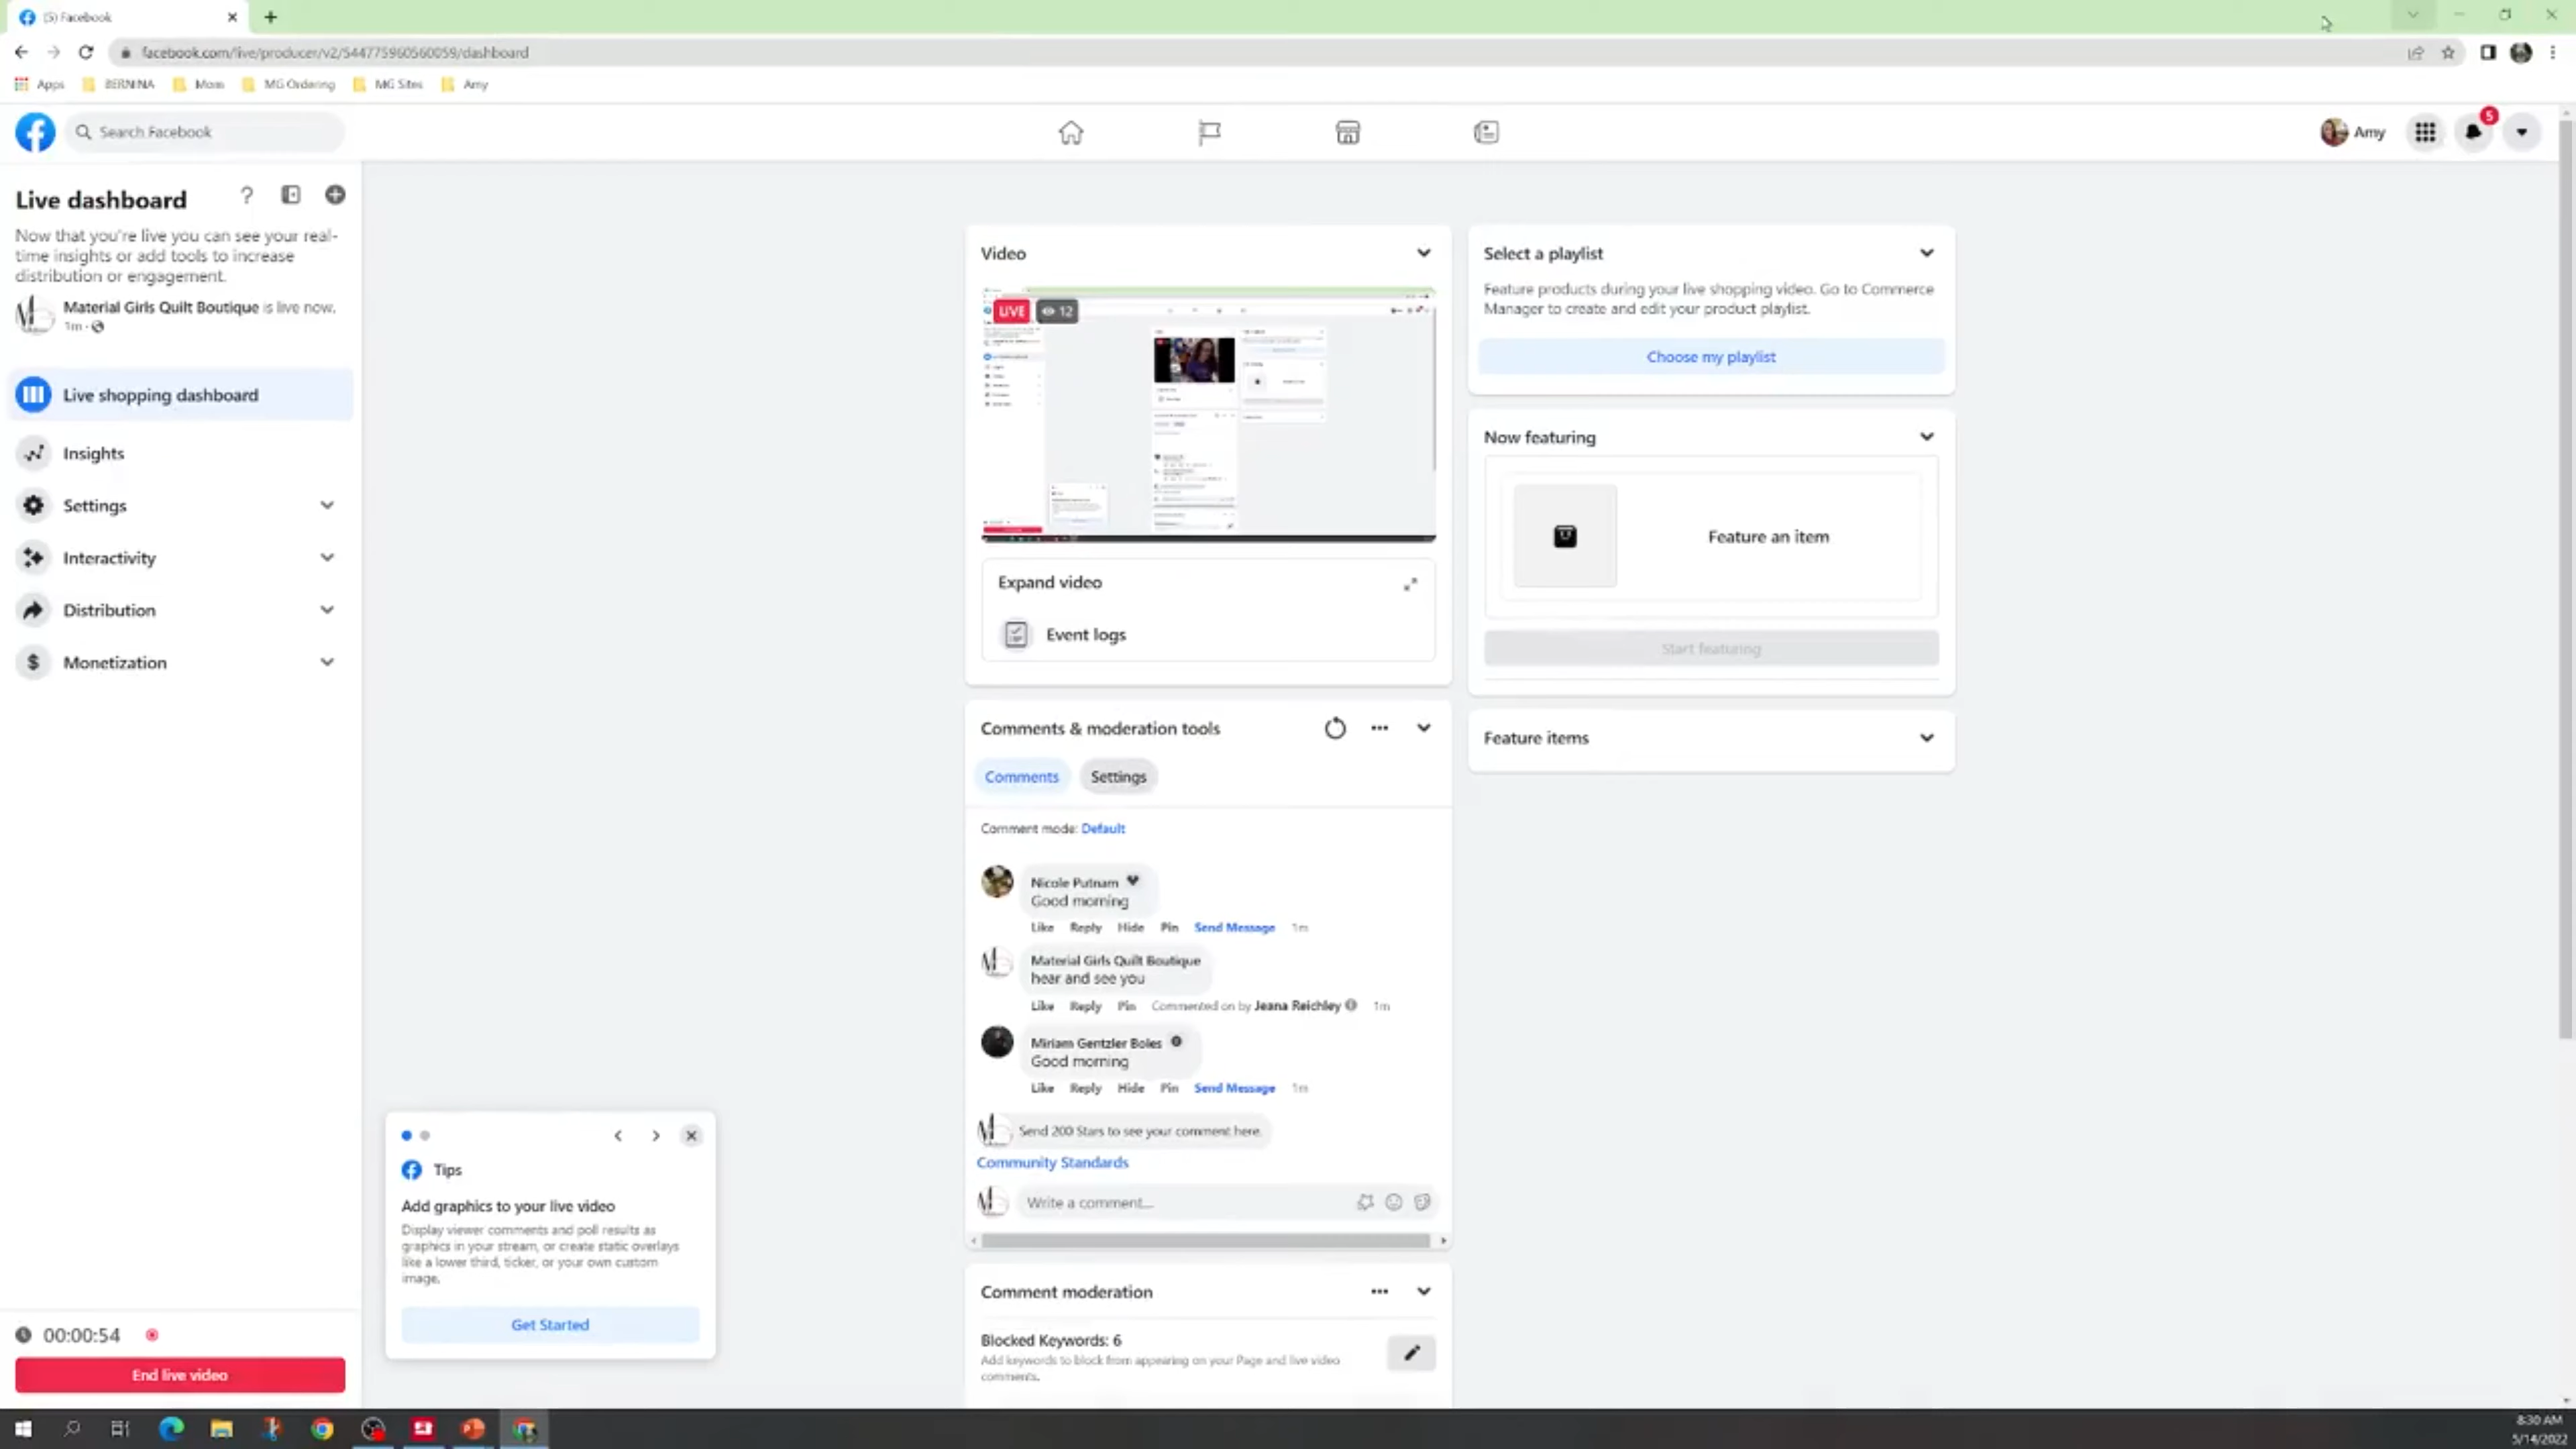 (5) Facebook
facebook.com/live/producer/v2/544775960560059/dashboard
Apps BERNINA Mom MG Ordering MG Sites Amy
Search Facebook
Amy
5
Live dashboard
Now that you're live you can see your real-
time insights or add tools to increase
distribution or engagement.
Material Girls Quilt Boutique is live now.
1m
Live shopping dashboard
Insights
Settings
Interactivity
Distribution
Monetization
00:00:54
End live video
Tips
Add graphics to your live video
Display viewer comments and poll results as
graphics in your stream, or create static overlays
like a lower third, ticker, or your own custom
image.
Get Started
Video
LIVE 12
Expand video
Event logs
Comments & moderation tools
Comments Settings
Comment mode: Default
Nicole Putnam
Good morning
Like Reply Hide Pin Send Message 1m
Material Girls Quilt Boutique
hear and see you
Like Reply Pin Commented on by Jeana Reichley 1m
Miriam Gentzler Boles
Good morning
Like Reply Hide Pin Send Message 1m
Send 200 Stars to see your comment here.
Community Standards
Write a comment...
Comment moderation
Blocked Keywords: 6
Add keywords to block from appearing on your Page and live video
comments.
Select a playlist
Feature products during your live shopping video. Go to Commerce
Manager to create and edit your product playlist.
Choose my playlist
Now featuring
Feature an item
Start featuring
Feature items
8:30 AM
5/14/2022